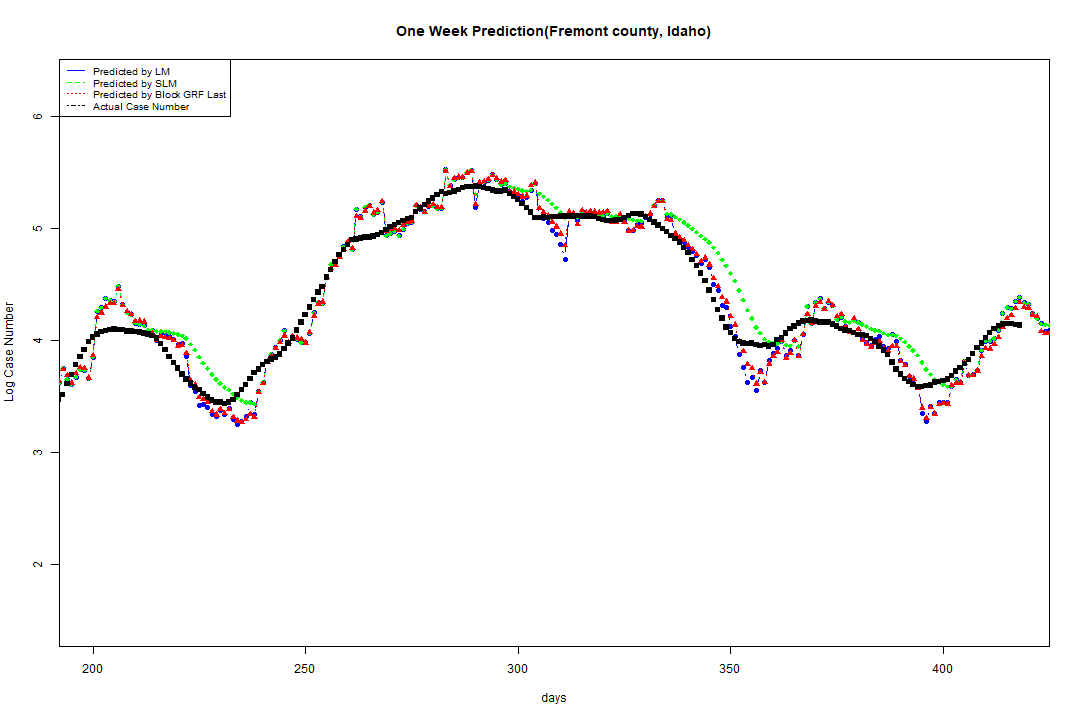 One Week Prediction(Fremont county, Idaho)
Predicted by LM
Predicted by SLM
Predicted by Block GRF Last
Actual Case Number
6
5
4
3
2
Log Case Number
200 250 300 350 400
days